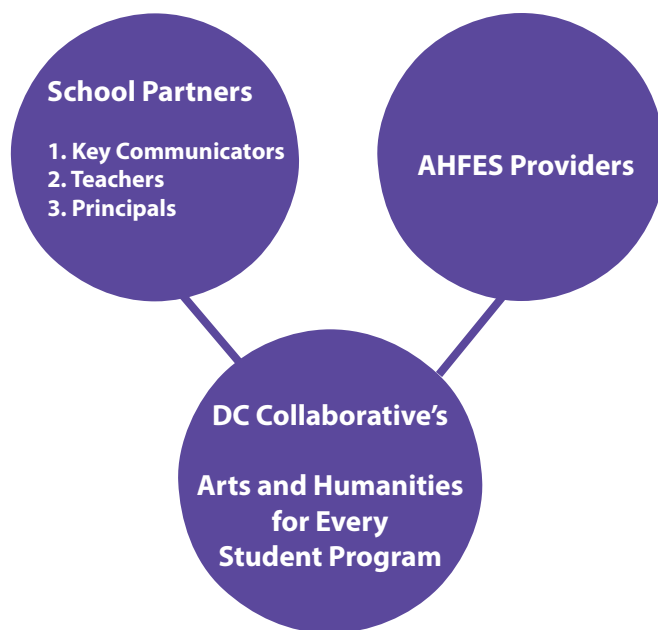 School Partners
1. Key Communicators
2. Teachers
3. Principals
AHFES Providers
DC Collaborative's
Arts and Humanities
for Every
Student Program